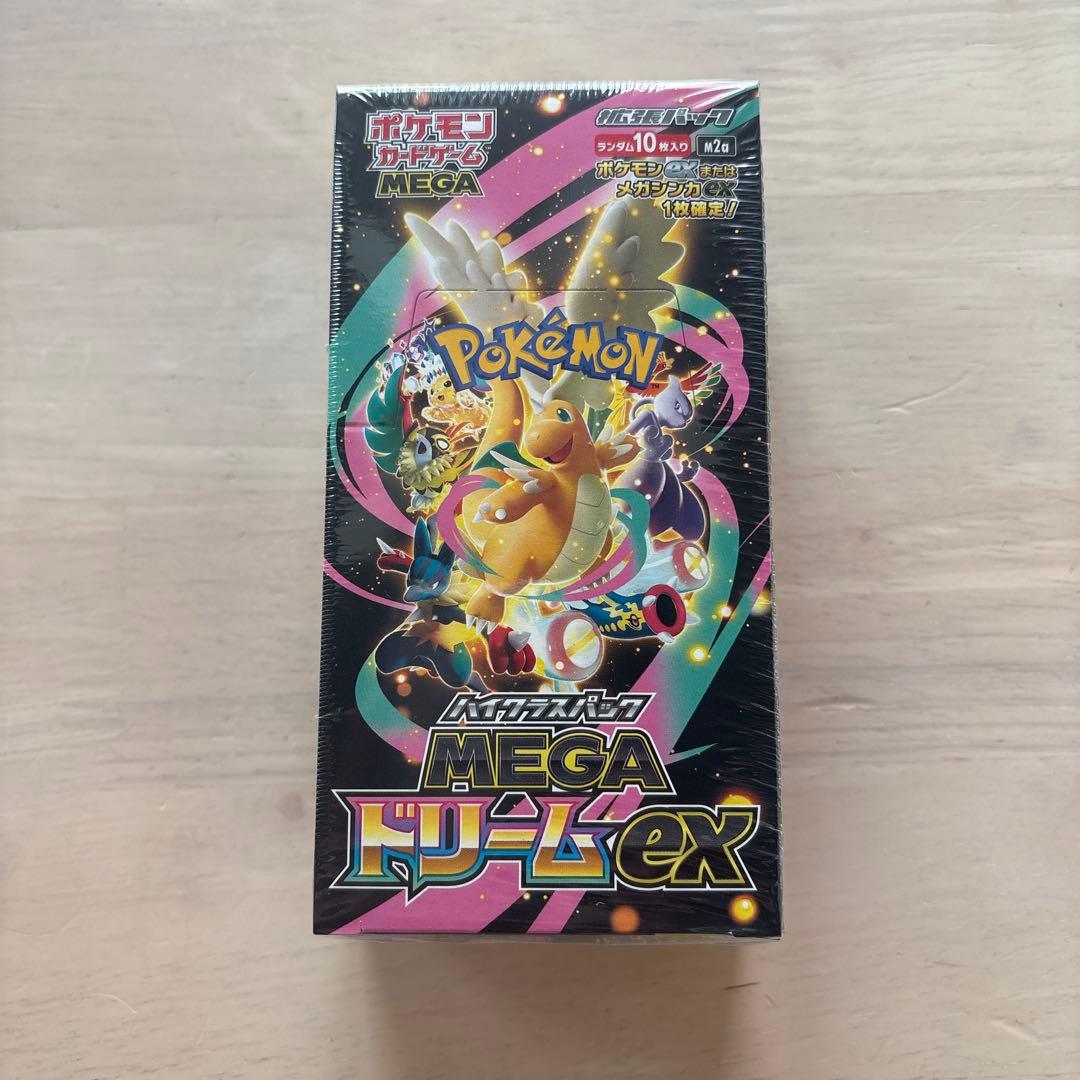 ポケモン
カードゲーム
MEGA
拡張パック
ランダム10枚入り M2a
ポケモンexまたは
メガシンカex
1枚確定!
POKéMON
TM
ハイクラスパック
MEGA
ドリームex